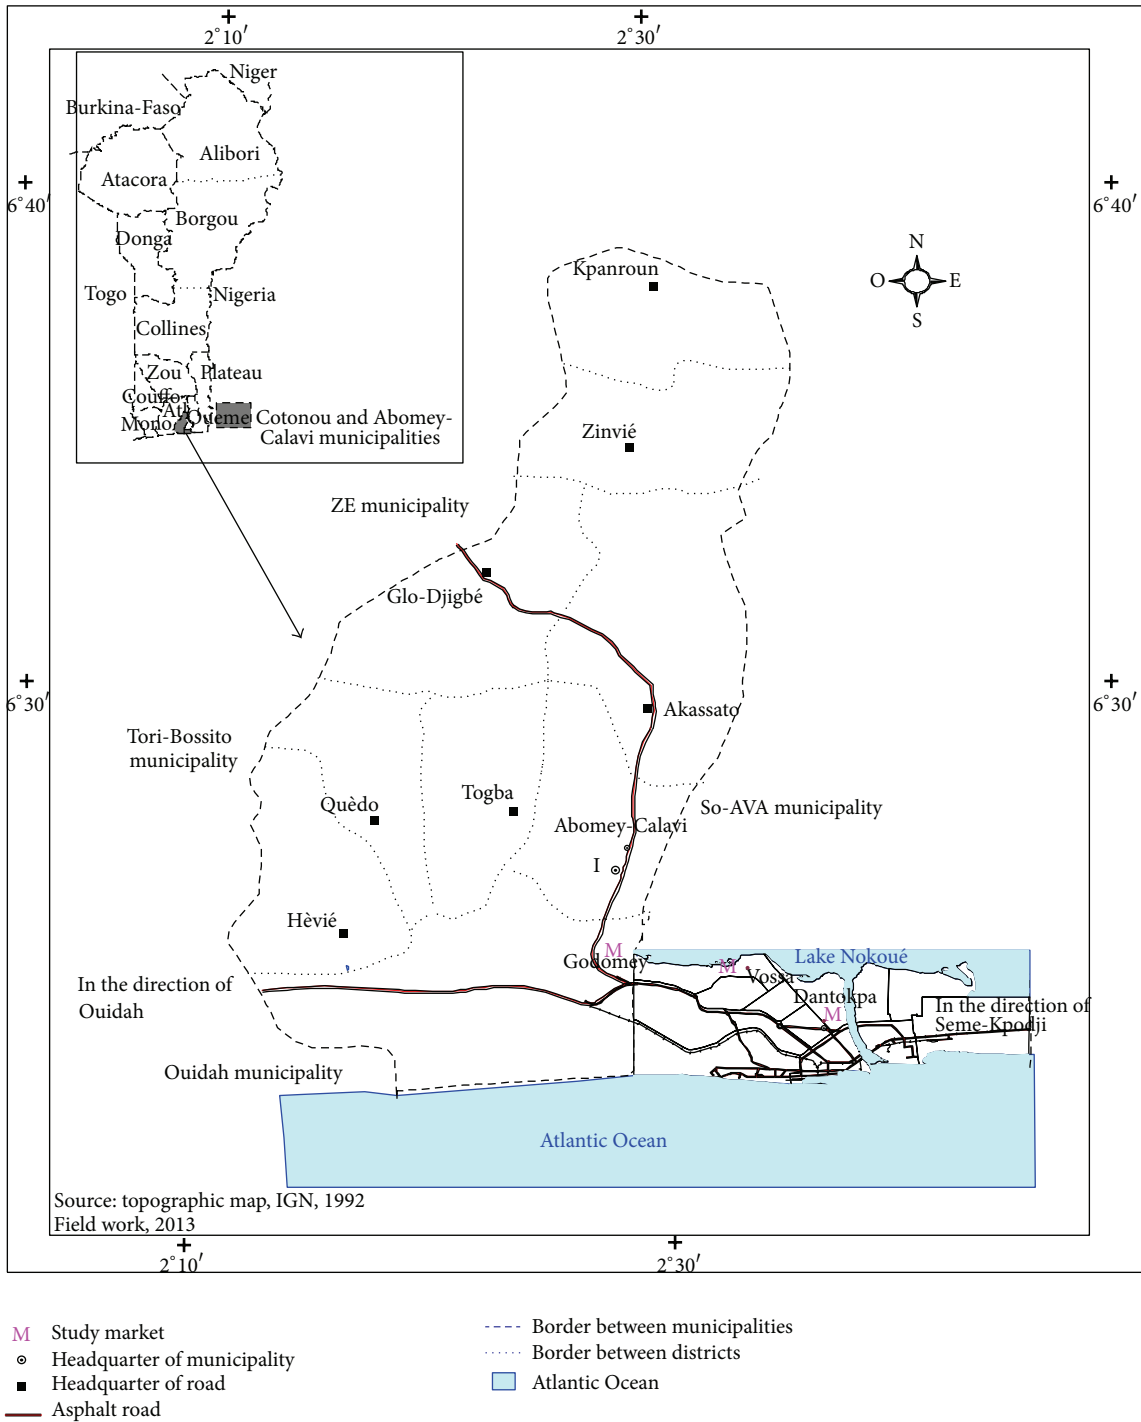 2°10′
2°30′
Niger
Burkina-Faso
Alibori
Atacora
Borgou
Donga
Togo
Nigeria
Collines
Zou
Plateau
Couffo
Atl
Mono
Oueme
Cotonou and Abomey-
Calavi municipalities
6°40′
6°40′
N
O
E
S
Kpanroun
Zinvié
ZE municipality
Glo-Djigbé
6°30′
6°30′
Akassato
Tori-Bossito
municipality
Quèdo
Togba
So-AVA municipality
Abomey-Calavi
I
Hèvié
M
Godomey
Lake Nokoué
M
Vossa
Dantokpa
M
In the direction of
Ouidah
In the direction of
Seme-Kpodji
Ouidah municipality
Atlantic Ocean
Source: topographic map, IGN, 1992
Field work, 2013
2°10′
2°30′
M Study market
Headquarter of municipality
Headquarter of road
Asphalt road
Border between municipalities
Border between districts
Atlantic Ocean